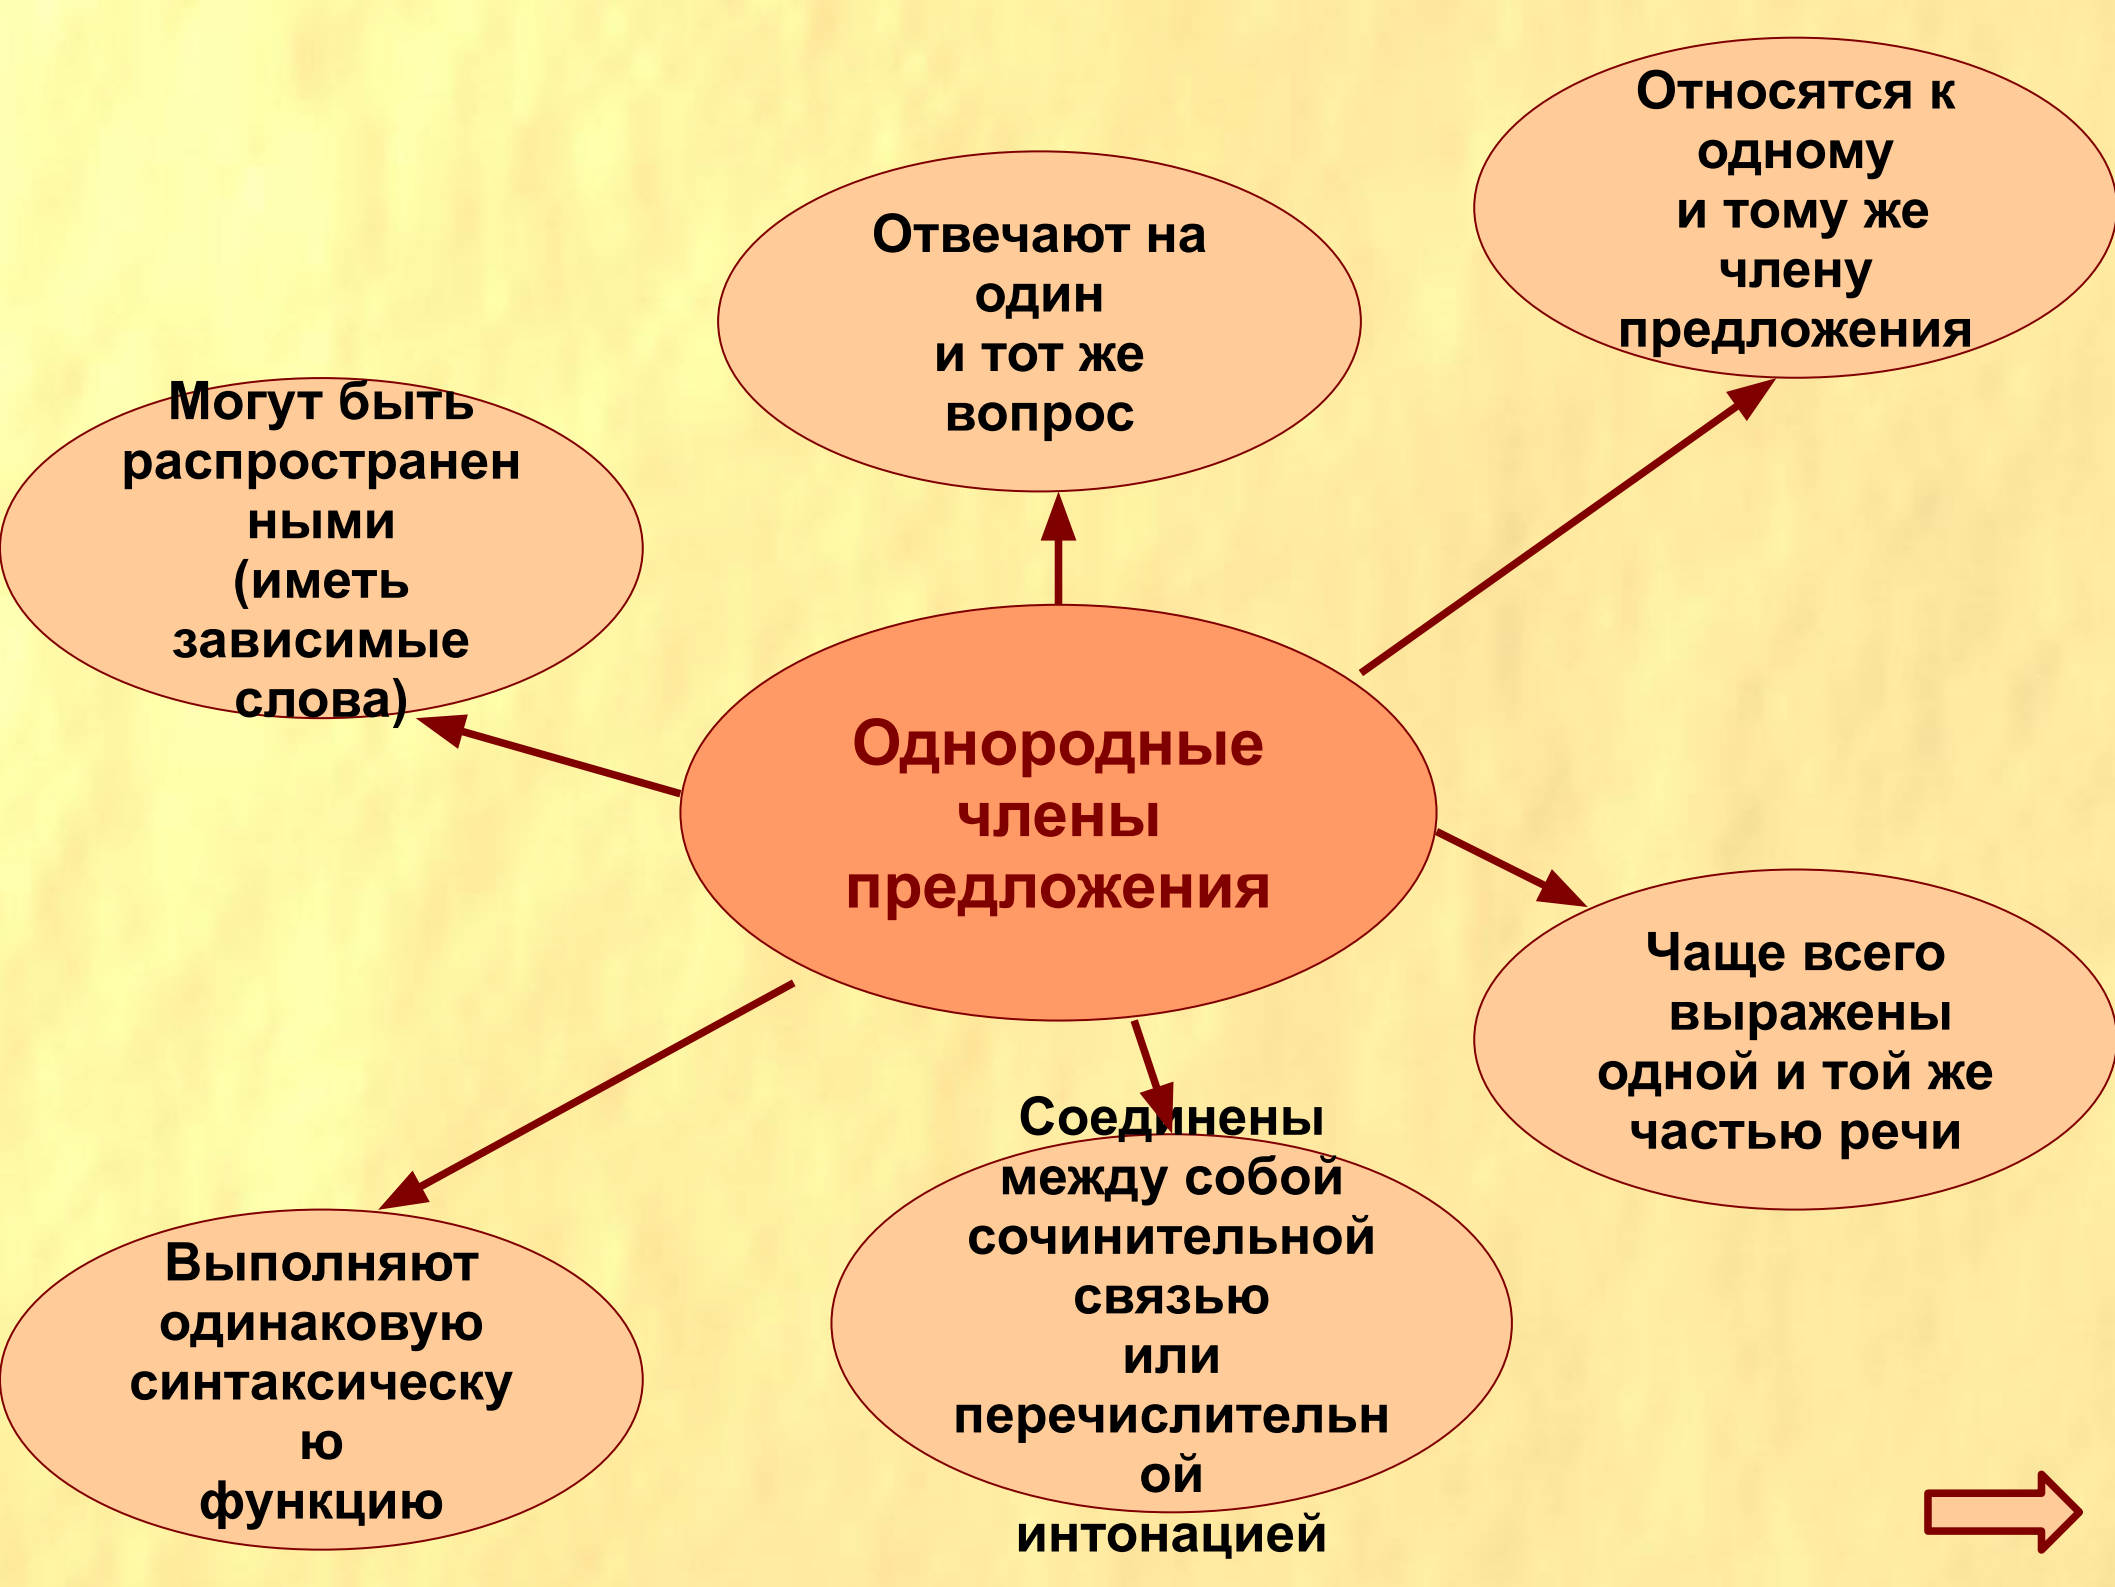 Относятся к
одному
и тому же
члену
предложения
Отвечают на
один
и тот же
вопрос
Могут быть
распространен
ными
(иметь
зависимые
слова)
Однородные
члены
предложения
Чаще всего
выражены
одной и той же
частью речи
Соединены
между собой
сочинительной
связью
или
перечислительн
ой
интонацией
Выполняют
одинаковую
синтаксическу
ю
функцию